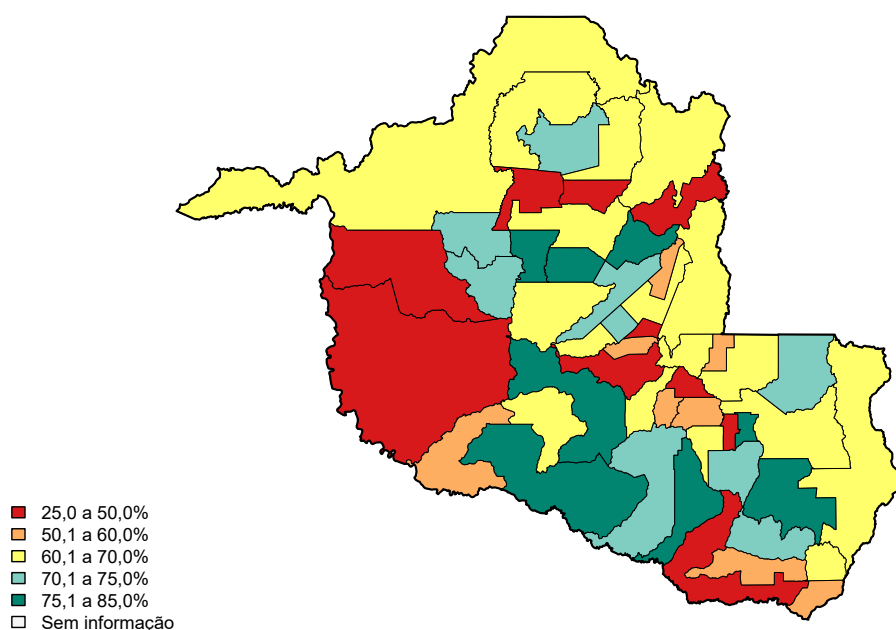 25,0 a 50,0%
50,1 a 60,0%
60,1 a 70,0%
70,1 a 75,0%
75,1 a 85,0%
Sem informação